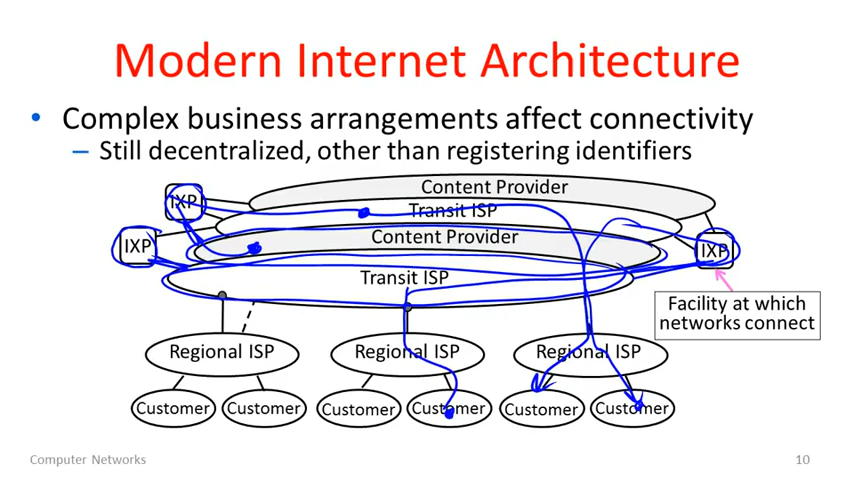 Modern Internet Architecture
• Complex business arrangements affect connectivity
– Still decentralized, other than registering identifiers
Content Provider
IXP
Transit ISP
Content Provider
IXP
IXP
Transit ISP
Facility at which
networks connect
Regional ISP
Regional ISP
Regional ISP
Customer
Customer
Customer
Customer
Customer
Customer
Computer Networks
10